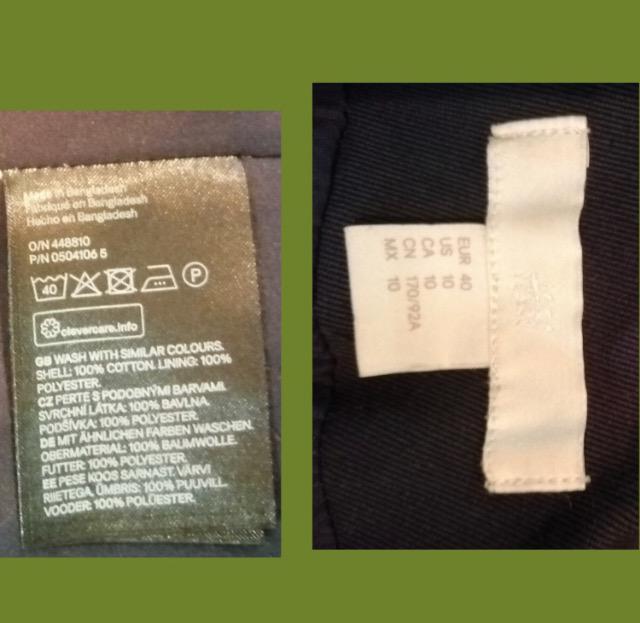 Made in Bangladesh
Fabriqué en Bangladesh
Hecho en Bangladesh
O/N 448810
P/N 0504106 5
40
P
clevercare.info
GB WASH WITH SIMILAR COLOURS.
SHELL: 100% COTTON. LINING: 100%
POLYESTER.
CZ PERTE S PODOBNÝMI BARVAMI.
SVRCHNÍ LÁTKA: 100% BAVLNA.
PODŠÍVKA: 100% POLYESTER.
DE MIT ÄHNLICHEN FARBEN WASCHEN.
OBERMATERIAL: 100% BAUMWOLLE.
FUTTER: 100% POLYESTER.
EE PESE KOOS SARNAST VÄRVI
RIIETEGA, ÜMBRIS: 100% PUUVILL.
VOODER: 100% POLÜESTER.
EUR 40
US 10
CA 10
CN 170/92A
MX 10